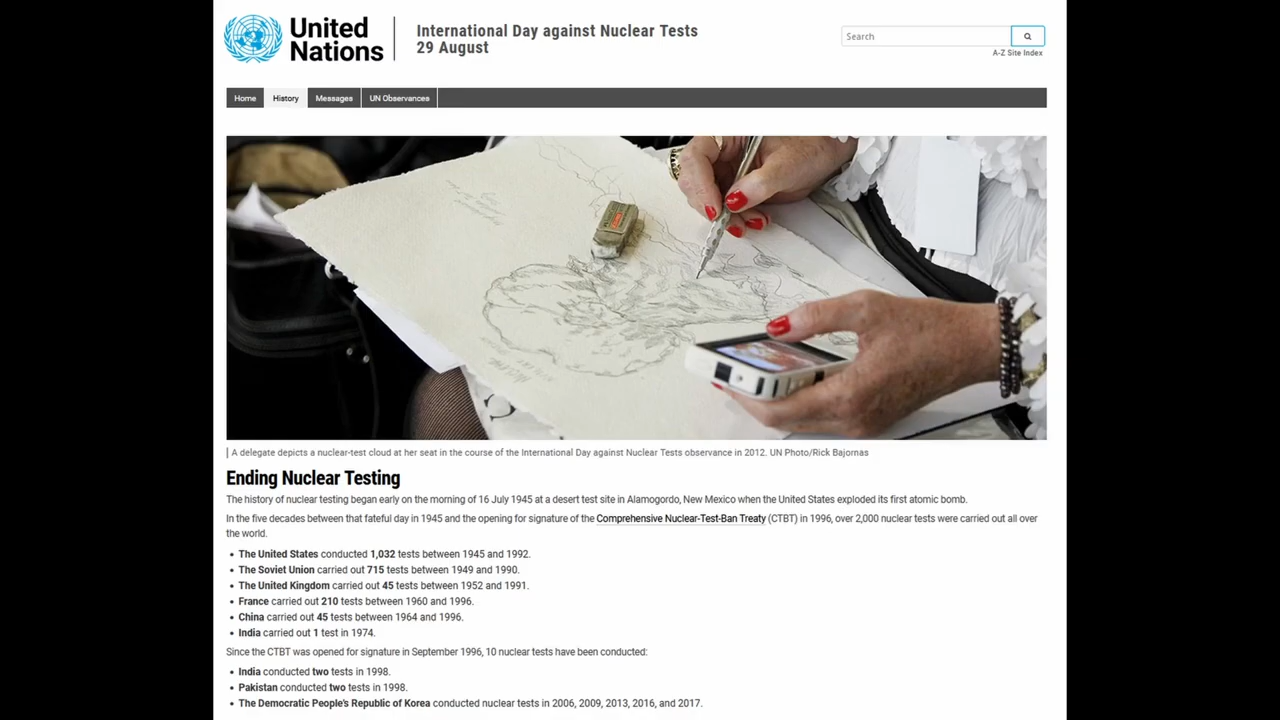 United
Nations
International Day against Nuclear Tests
29 August
Search
A-Z Site Index
Home
History
Messages
UN Observances
A delegate depicts a nuclear-test cloud at her seat in the course of the International Day against Nuclear Tests observance in 2012. UN Photo/Rick Bajornas
Ending Nuclear Testing
The history of nuclear testing began early on the morning of 16 July 1945 at a desert test site in Alamogordo, New Mexico when the United States exploded its first atomic bomb.
In the five decades between that fateful day in 1945 and the opening for signature of the Comprehensive Nuclear-Test-Ban Treaty (CTBT) in 1996, over 2,000 nuclear tests were carried out all over
the world.
• The United States conducted 1,032 tests between 1945 and 1992.
• The Soviet Union carried out 715 tests between 1949 and 1990.
• The United Kingdom carried out 45 tests between 1952 and 1991.
• France carried out 210 tests between 1960 and 1996.
• China carried out 45 tests between 1964 and 1996.
• India carried out 1 test in 1974.
Since the CTBT was opened for signature in September 1996, 10 nuclear tests have been conducted:
• India conducted two tests in 1998.
• Pakistan conducted two tests in 1998.
• The Democratic People's Republic of Korea conducted nuclear tests in 2006, 2009, 2013, 2016, and 2017.